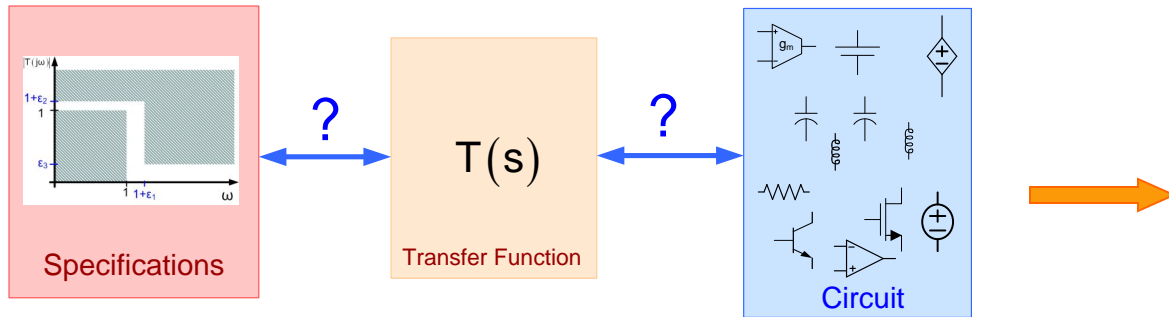 |T(jω)|
1+ε₂
1
ε₃
1
1+ε₁
ω
Specifications
?
T(s)
Transfer Function
?
gₘ
+
−
+
−
+
−
−
+
Circuit